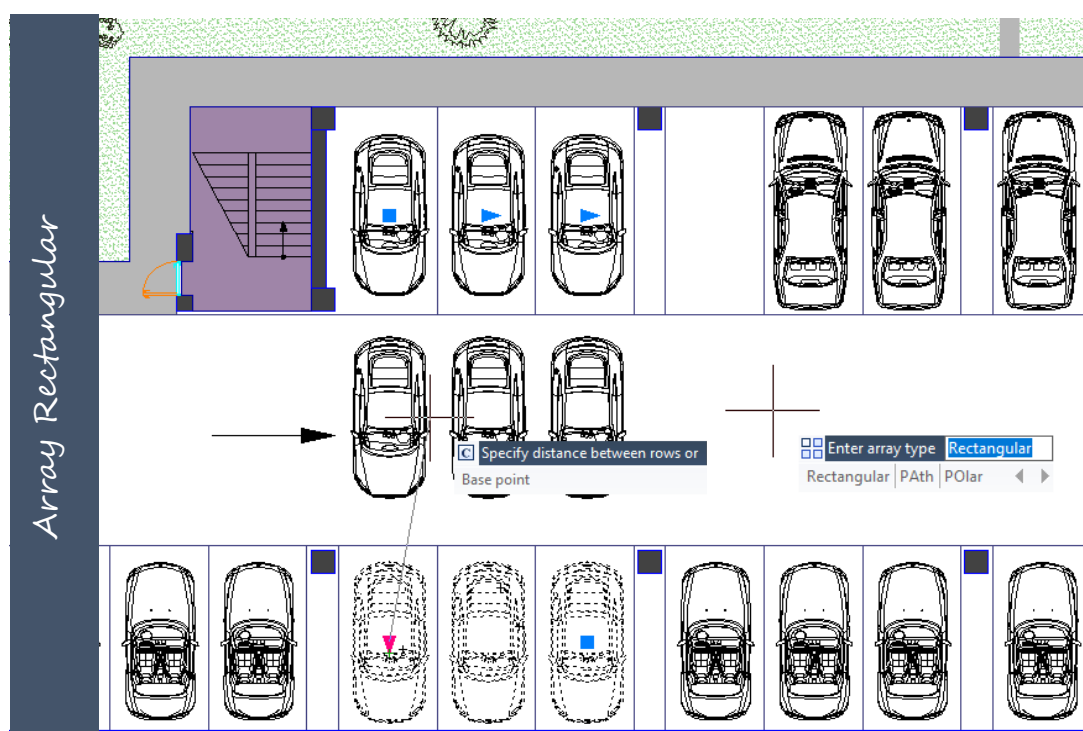 Array Rectangular
C Specify distance between rows or
Base point
Enter array type Rectangular
Rectangular PAth POlar